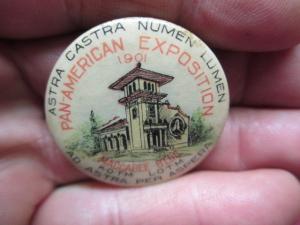 ASTRA CASTRA NUMEN LUMEN
PAN-AMERICAN EXPOSITION
1901
AD ASTRA PER ASPERA